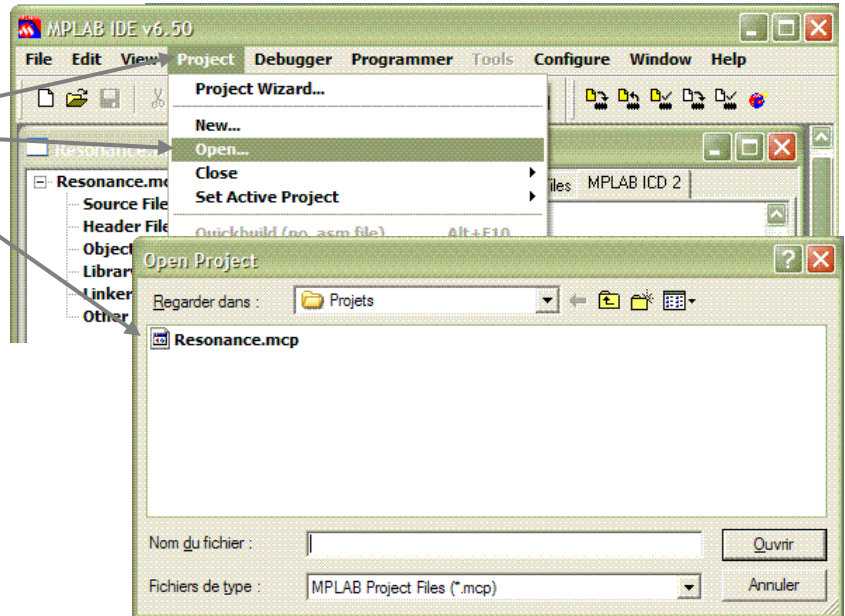 MPLAB IDE v6.50
File Edit View Project Debugger Programmer Tools Configure Window Help
Project Wizard...
New...
Resonance.
Open...
Close
Resonance.mc
Set Active Project
iles MPLAB ICD 2
Source File
Header File
Quickbuild (no .asm file) Alt+F10
Object
Open Project
Librar
Linker
Other
Regarder dans : Projets
Resonance.mcp
Nom du fichier :
Ouvrir
Fichiers de type : MPLAB Project Files (*.mcp)
Annuler